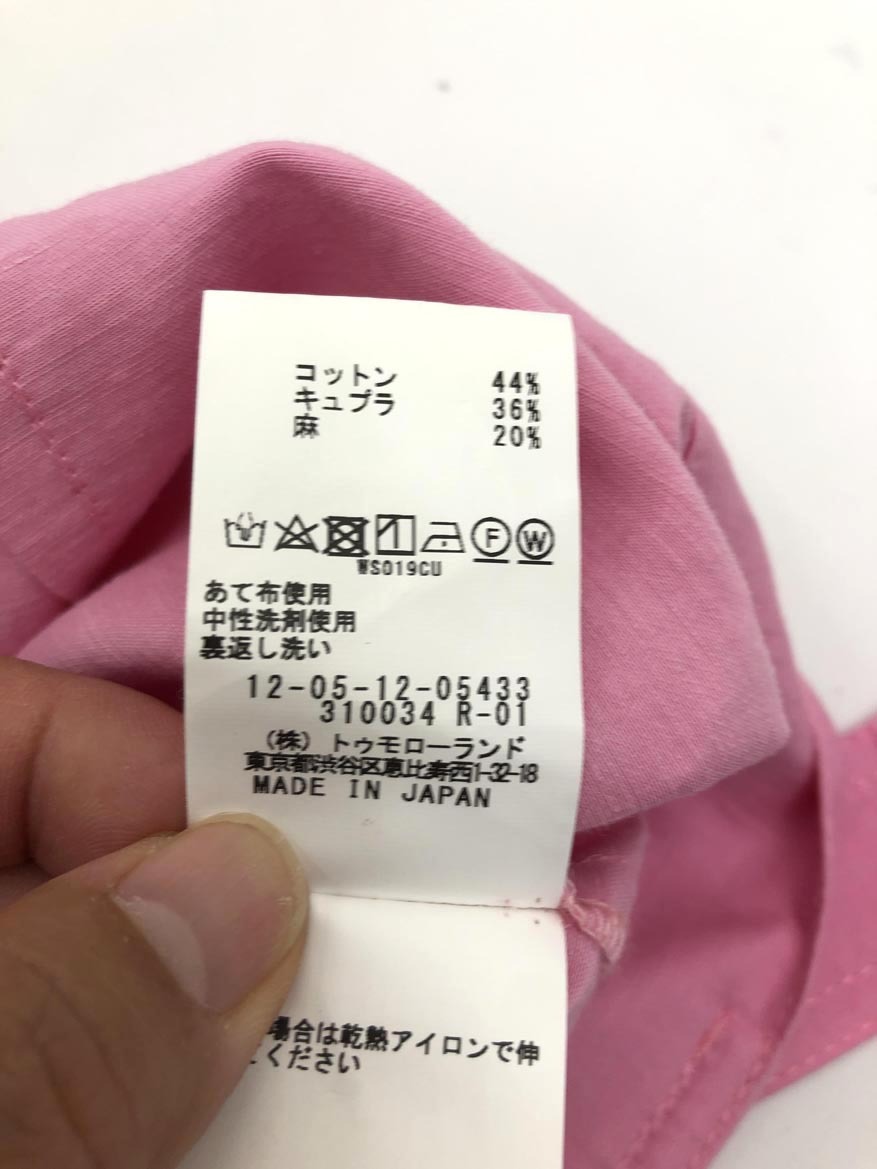 コットン 44%
キュプラ 36%
麻 20%
F W
WS019CU
あて布使用
中性洗剤使用
裏返し洗い
12-05-12-05433
310034 R-01
(株) トゥモローランド
東京都渋谷区恵比寿西1-32-18
MADE IN JAPAN
場合は乾熱アイロンで伸
ください